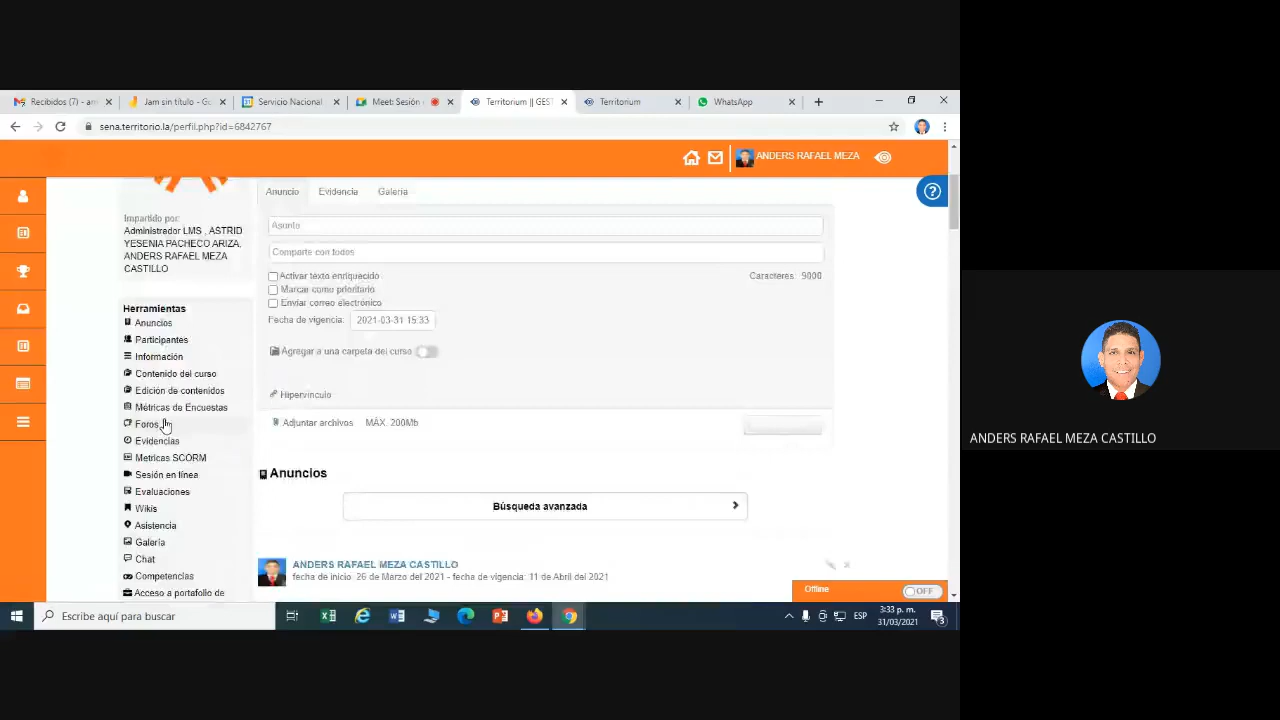 Recibidos (7) - an
Jam sin título - Go
Servicio Nacional
Meet: Sesión
Territorium || GEST
Territorium
WhatsApp
sena.territorio.la/perfil.php?id=6842767
ANDERS RAFAEL MEZA
Impartido por:
Administrador LMS , ASTRID
YESENIA PACHECO ARIZA.
ANDERS RAFAEL MEZA
CASTILLO
Herramientas
Anuncios
Participantes
Información
Contenido del curso
Edición de contenidos
Métricas de Encuestas
Foros
Evidencias
Metricas SCORM
Sesión en línea
Evaluaciones
Wikis
Asistencia
Galería
Chat
Competencias
Acceso a portafolio de
Anuncio Evidencia Galeria
Asunto
Comparte con todos
Activar texto enriquecido Caracteres: 9000
Marcar como prioritario
Enviar correo electrónico
Fecha de vigencia: 2021-03-31 15:33
Agregar a una carpeta del curso
Hipervínculo
Adjuntar archivos MÁX. 200Mb
Anuncios
Búsqueda avanzada
ANDERS RAFAEL MEZA CASTILLO
fecha de inicio: 26 de Marzo del 2021 - fecha de vigencia: 11 de Abril del 2021
Offline OFF
Escribe aquí para buscar
ESP
3:33 p. m.
31/03/2021
3
ANDERS RAFAEL MEZA CASTILLO